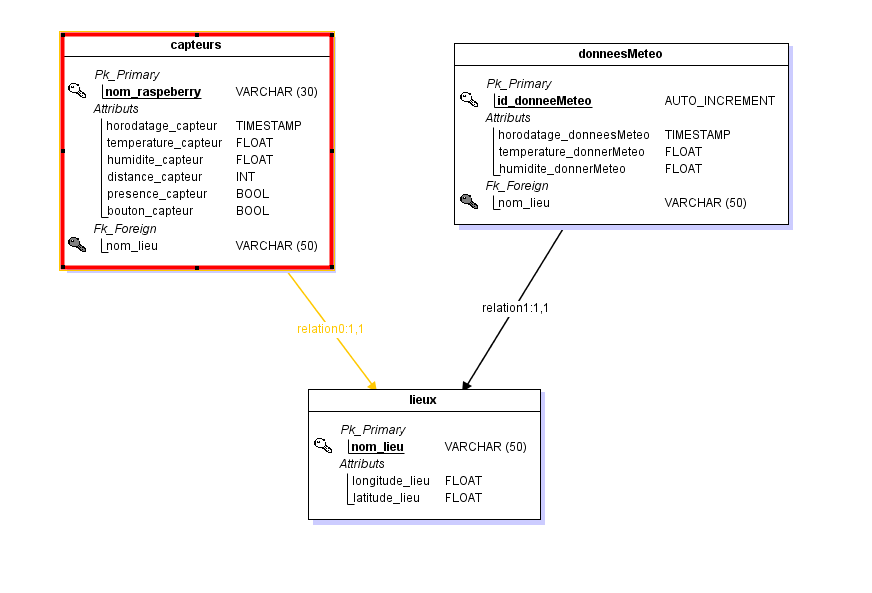 capteurs
Pk_Primary
nom_raspeberry VARCHAR (30)
Attributs
horodatage_capteur TIMESTAMP
temperature_capteur FLOAT
humidite_capteur FLOAT
distance_capteur INT
presence_capteur BOOL
bouton_capteur BOOL
Fk_Foreign
nom_lieu VARCHAR (50)
donneesMeteo
Pk_Primary
id_donneeMeteo AUTO_INCREMENT
Attributs
horodatage_donneesMeteo TIMESTAMP
temperature_donnerMeteo FLOAT
humidite_donnerMeteo FLOAT
Fk_Foreign
nom_lieu VARCHAR (50)
relation0:1,1
relation1:1,1
lieux
Pk_Primary
nom_lieu VARCHAR (50)
Attributs
longitude_lieu FLOAT
latitude_lieu FLOAT